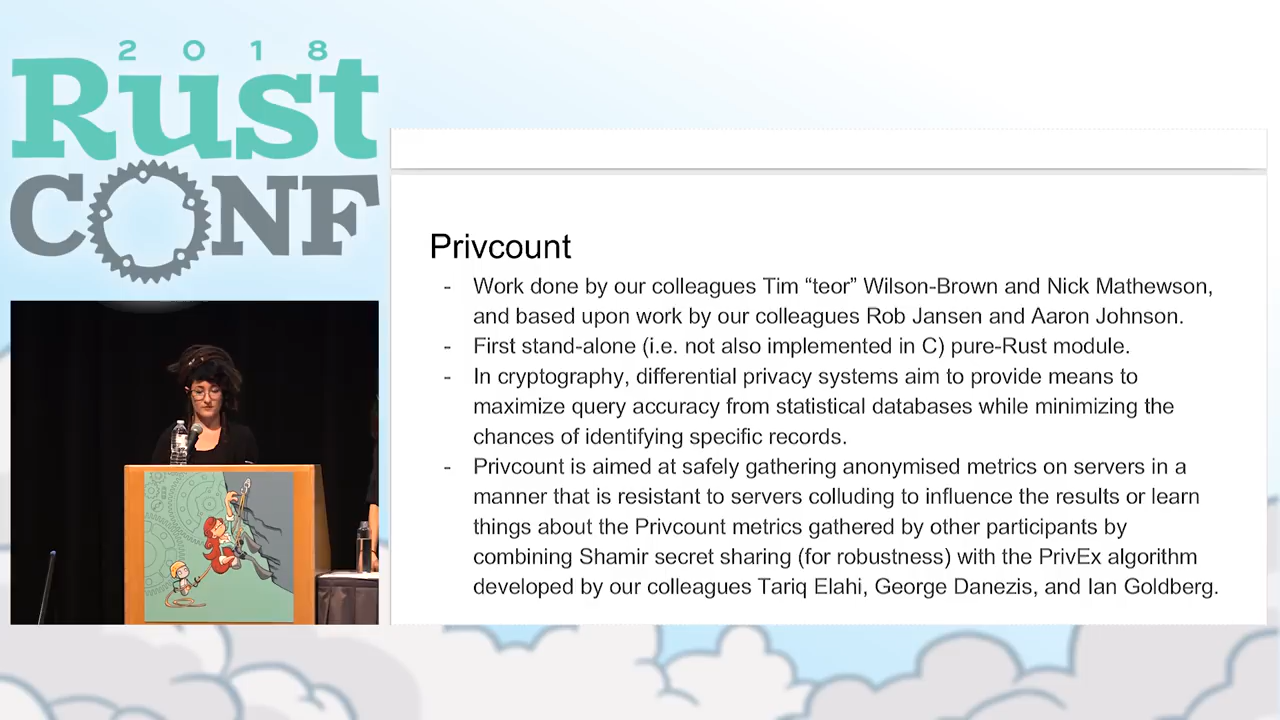 2018
Rust
CONF
Privcount
- Work done by our colleagues Tim “teor” Wilson-Brown and Nick Mathewson,
and based upon work by our colleagues Rob Jansen and Aaron Johnson.
- First stand-alone (i.e. not also implemented in C) pure-Rust module.
- In cryptography, differential privacy systems aim to provide means to
maximize query accuracy from statistical databases while minimizing the
chances of identifying specific records.
- Privcount is aimed at safely gathering anonymised metrics on servers in a
manner that is resistant to servers colluding to influence the results or learn
things about the Privcount metrics gathered by other participants by
combining Shamir secret sharing (for robustness) with the PrivEx algorithm
developed by our colleagues Tariq Elahi, George Danezis, and Ian Goldberg.